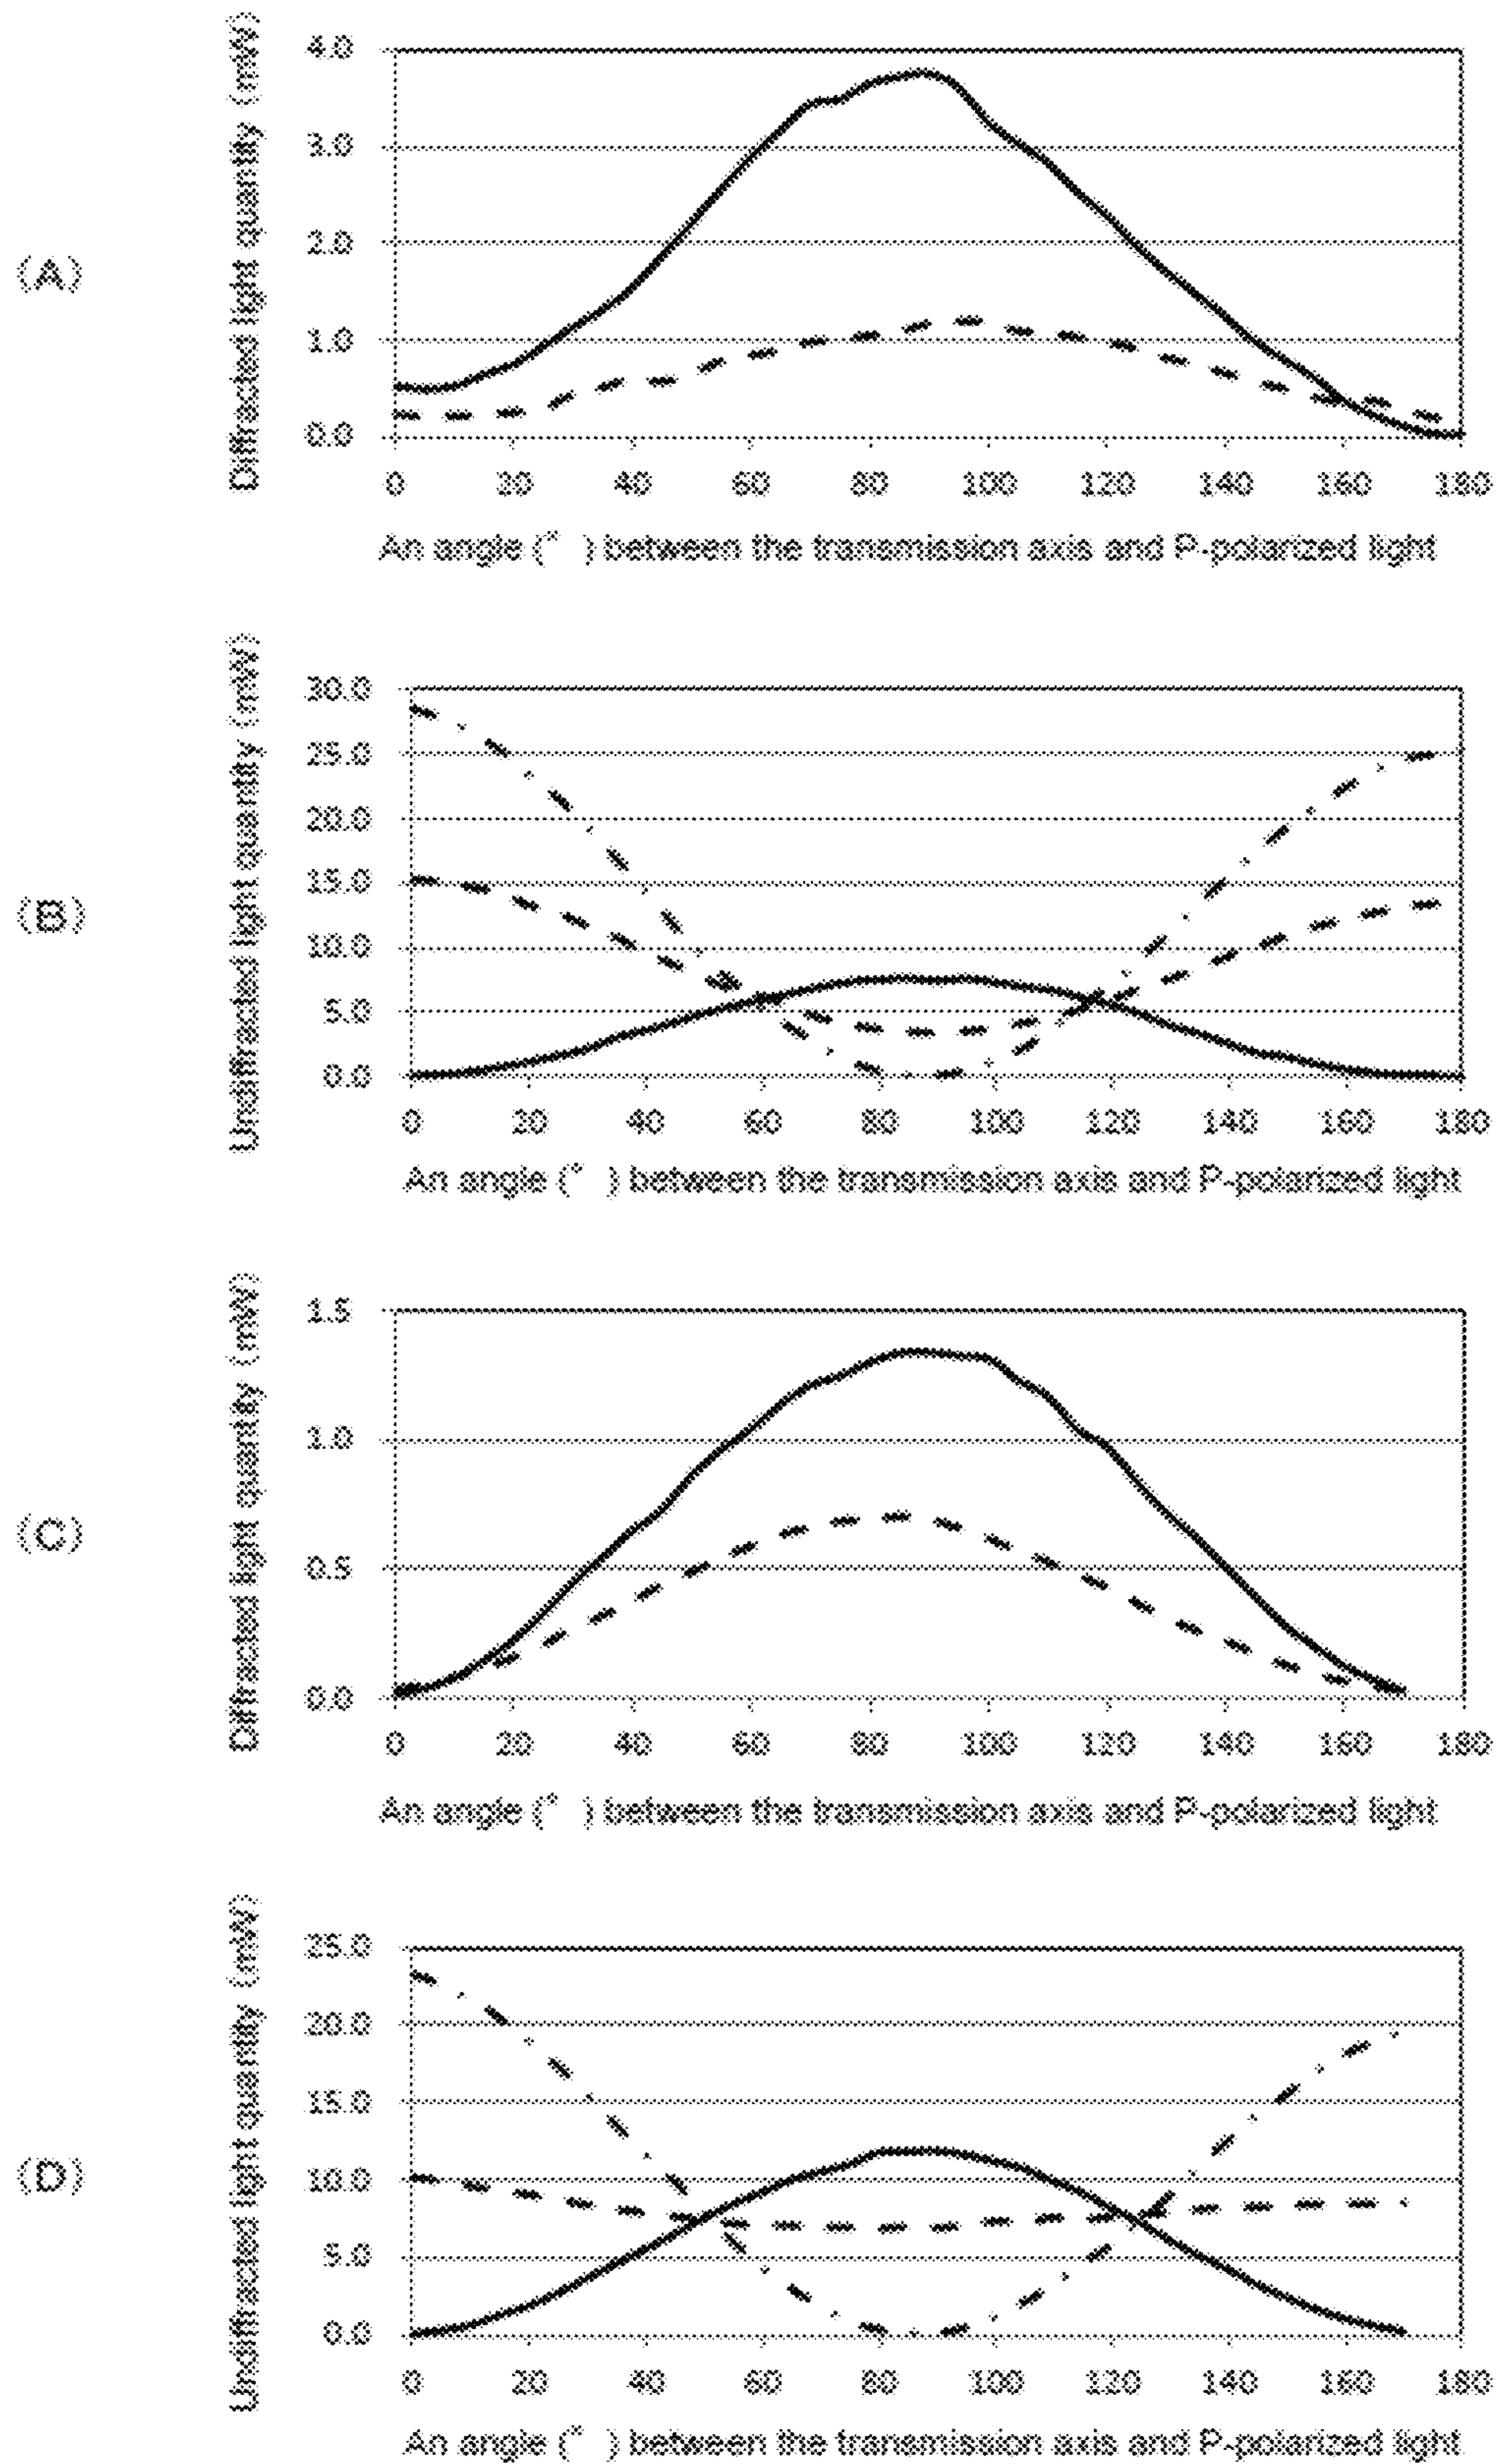 (A)
Diffracted light quantity (mW)
4.0
3.0
2.0
1.0
0.0
0 20 40 60 80 100 120 140 160 180
An angle (° ) between the transmission axis and P-polarized light
(B)
Undiffracted light quantity (mW)
30.0
25.0
20.0
15.0
10.0
5.0
0.0
0 20 40 60 80 100 120 140 160 180
An angle (° ) between the transmission axis and P-polarized light
(C)
Diffracted light quantity (mW)
1.5
1.0
0.5
0.0
0 20 40 60 80 100 120 140 160 180
An angle (° ) between the transmission axis and P-polarized light
(D)
Undiffracted light quantity (mW)
25.0
20.0
15.0
10.0
5.0
0.0
0 20 40 60 80 100 120 140 160 180
An angle (° ) between the transmission axis and P-polarized light